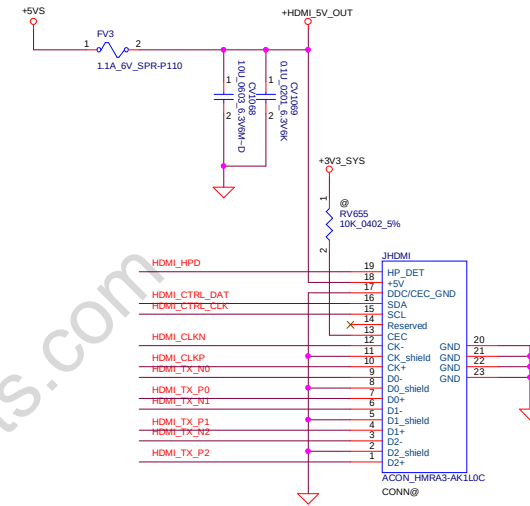 +5VS
+HDMI_5V_OUT
FV3
1
2
1.1A_6V_SPR-P110
1
2
CV1068
10U_0603_6.3V6M~D
1
2
CV1069
0.1U_0201_6.3V6K
+3V3_SYS
1
@
RV655
10K_0402_5%
2
JHDMI
HDMI_HPD
19 HP_DET
18 +5V
17 DDC/CEC_GND
HDMI_CTRL_DAT
16 SDA
HDMI_CTRL_CLK
15 SCL
14 Reserved
13 CEC
HDMI_CLKN
12 CK-
11 CK_shield
HDMI_CLKP
10 CK+
HDMI_TX_N0
9 D0-
8 D0_shield
HDMI_TX_P0
7 D0+
HDMI_TX_N1
6 D1-
5 D1_shield
HDMI_TX_P1
4 D1+
HDMI_TX_N2
3 D2-
2 D2_shield
HDMI_TX_P2
1 D2+
GND 20
GND 21
GND 22
GND 23
ACON_HMRA3-AK1L0C
CONN@
ts.com